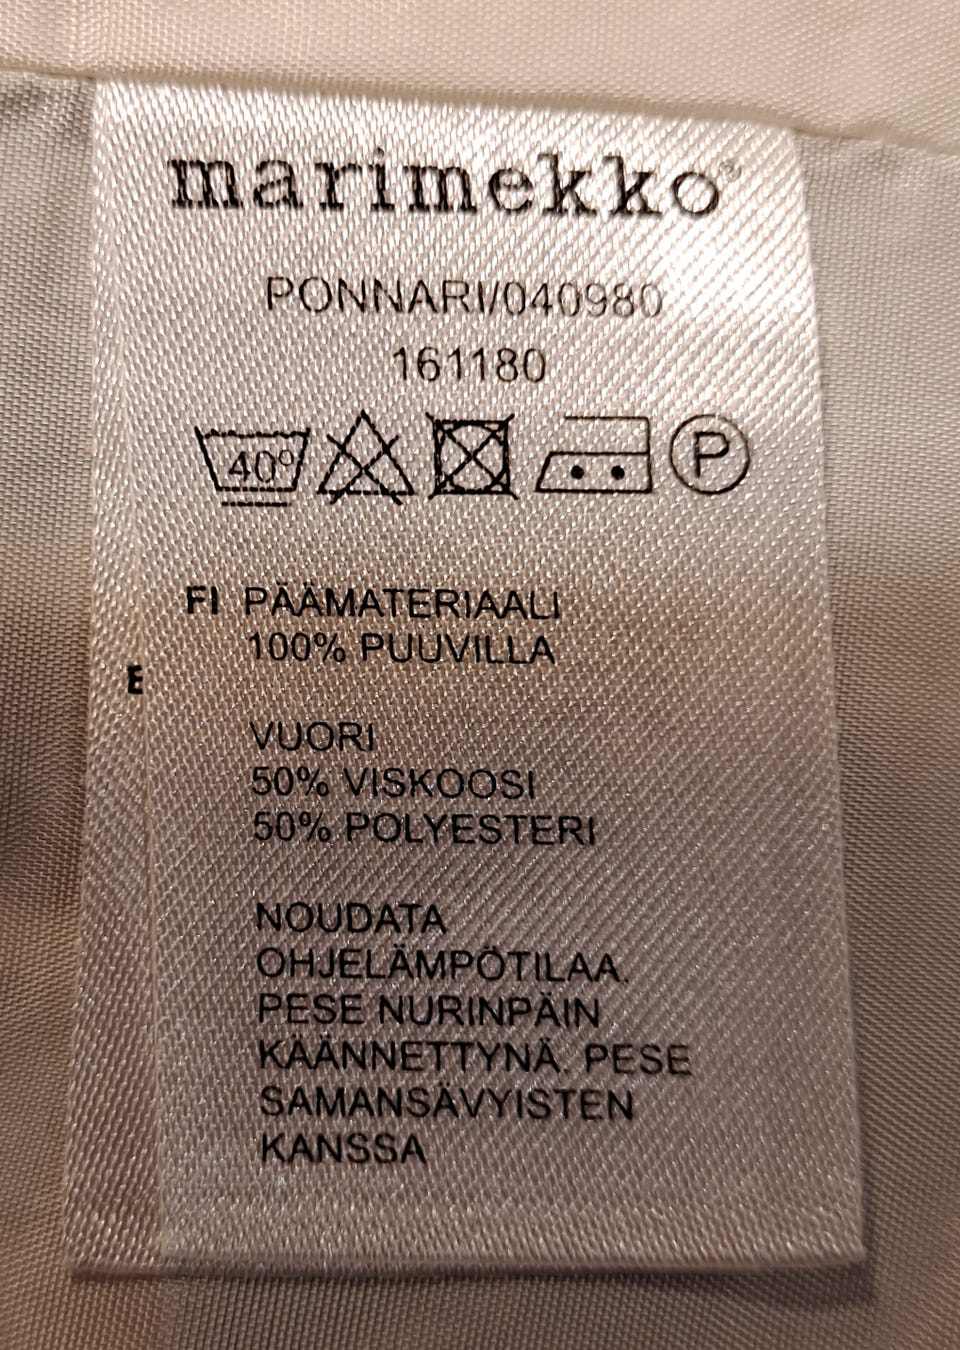 marimekko®
PONNARI/040980
161180
40°
P
FI PÄÄMATERIAALI
100% PUUVILLA
E
VUORI
50% VISKOOSI
50% POLYESTERI
NOUDATA
OHJELÄMPÖTILAA.
PESE NURINPÄIN
KÄÄNNETTYNÄ. PESE
SAMANSÄVYISTEN
KANSSA